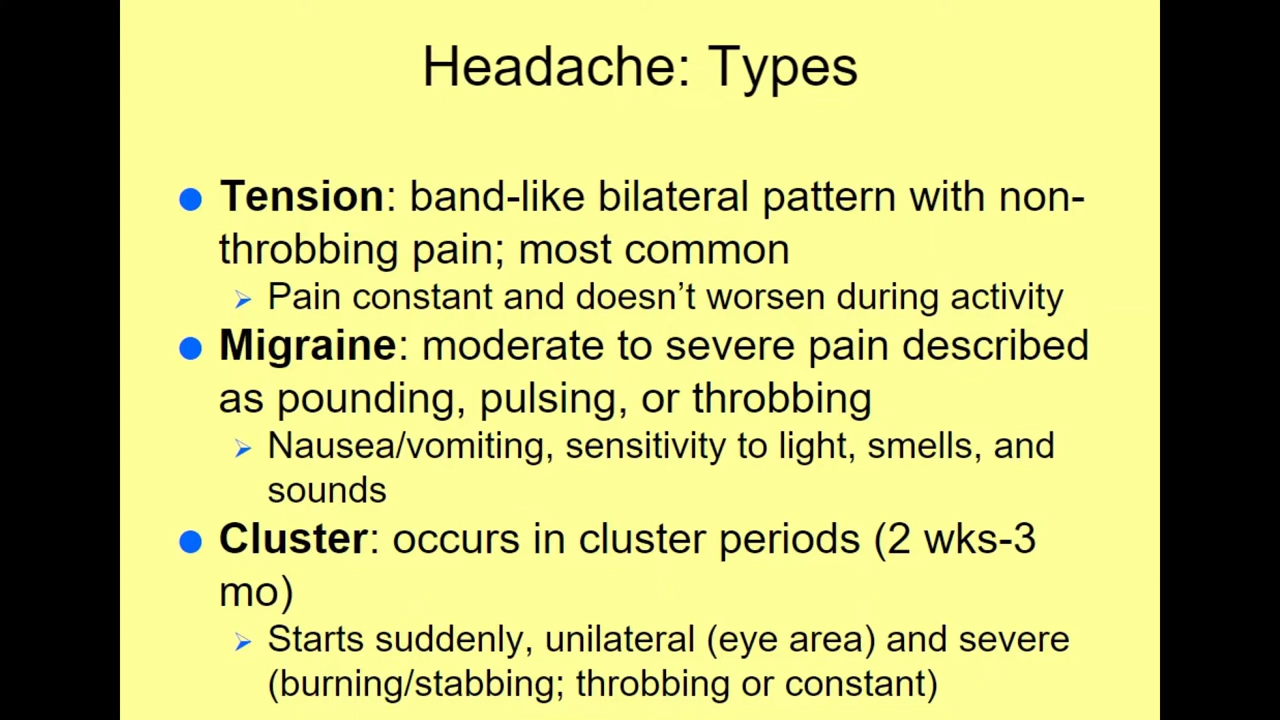 Headache: Types
Tension: band-like bilateral pattern with non-
throbbing pain; most common
Pain constant and doesn’t worsen during activity
Migraine: moderate to severe pain described
as pounding, pulsing, or throbbing
Nausea/vomiting, sensitivity to light, smells, and
sounds
Cluster: occurs in cluster periods (2 wks-3
mo)
Starts suddenly, unilateral (eye area) and severe
(burning/stabbing; throbbing or constant)